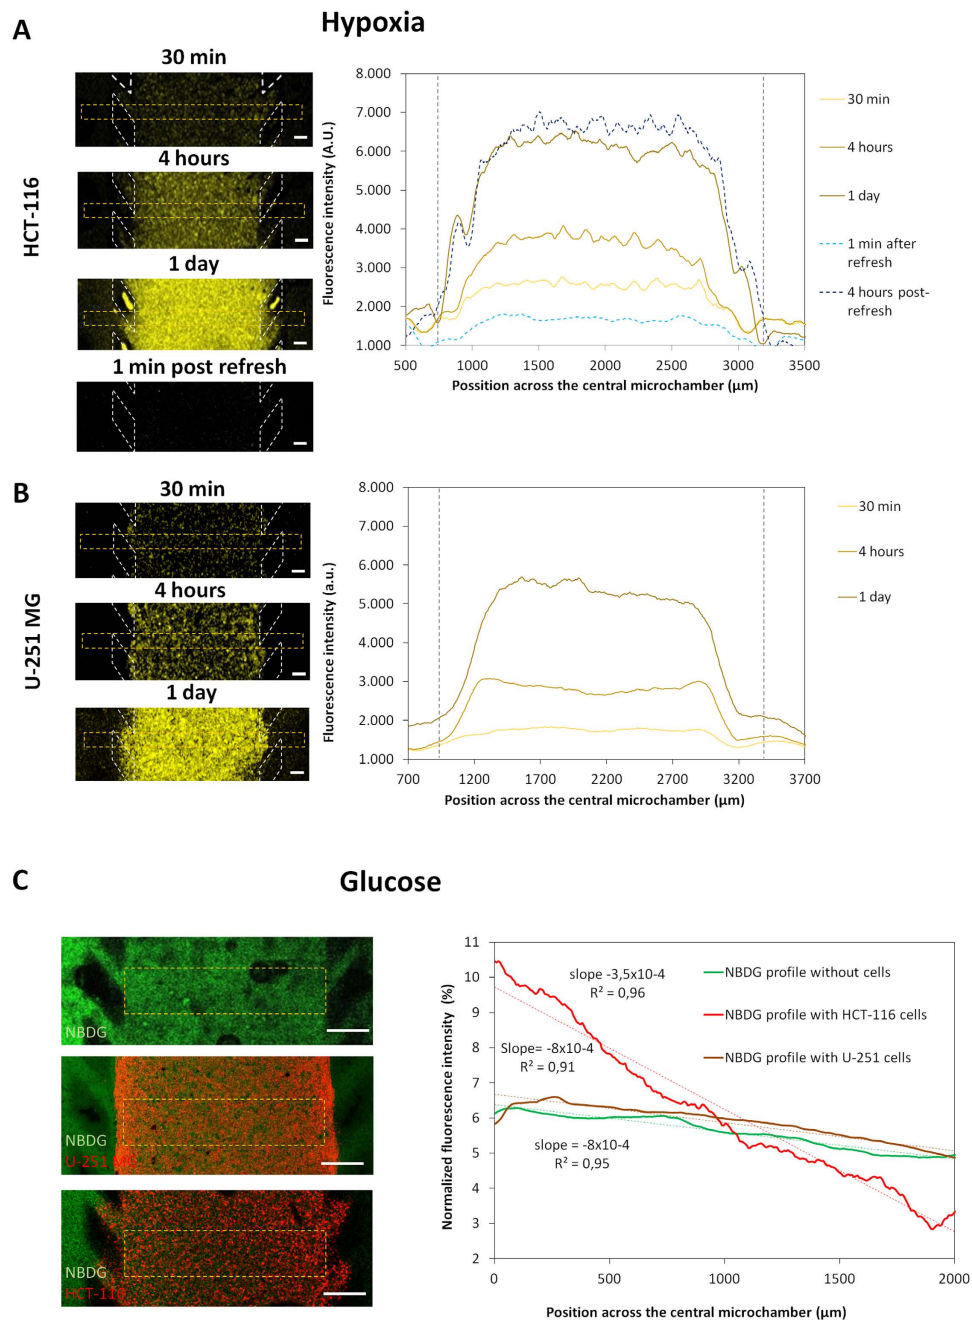 A
Hypoxia
HCT-116
30 min
4 hours
1 day
1 min post refresh
Fluorescence intensity (A.U.)
8.000
7.000
6.000
5.000
4.000
3.000
2.000
1.000
500
1000
1500
2000
2500
3000
3500
Possition across the central microchamber (µm)
30 min
4 hours
1 day
1 min after
refresh
4 hours post-
refresh
B
U-251 MG
30 min
4 hours
1 day
Fluorescence intensity (a.u.)
8.000
7.000
6.000
5.000
4.000
3.000
2.000
1.000
700
1200
1700
2200
2700
3200
3700
Position across the central microchamber (µm)
30 min
4 hours
1 day
C
Glucose
NBDG
NBDG
U-251 MG
NBDG
HCT-116
Normalized fluorescence intensity (%)
11
10
9
8
7
6
5
4
3
2
0
500
1000
1500
2000
Position across the central microchamber (µm)
slope -3,5x10-4
R² = 0,96
Slope= -8x10-4
R² = 0,91
slope = -8x10-4
R² = 0,95
NBDG profile without cells
NBDG profile with HCT-116 cells
NBDG profile with U-251 cells